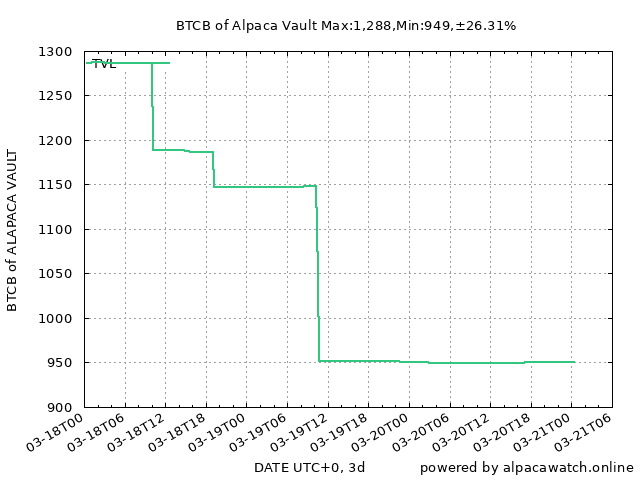 BTCB of Alpaca Vault Max:1,288,Min:949,±26.31%
TVL
1300
1250
1200
1150
1100
1050
1000
950
900
BTCB of ALAPACA VAULT
03-18T00
03-18T06
03-18T12
03-18T18
03-19T00
03-19T06
03-19T12
03-19T18
03-20T00
03-20T06
03-20T12
03-20T18
03-21T00
03-21T06
DATE UTC+0, 3d
powered by alpacawatch.online